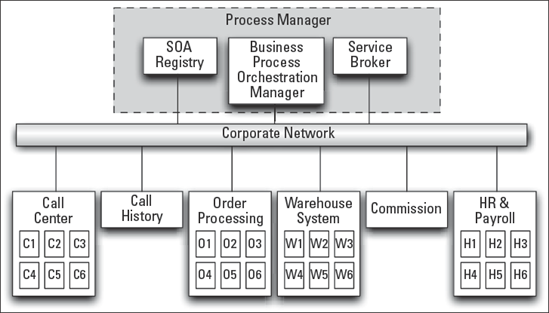 Process Manager
SOA
Registry
Business
Process
Orchestration
Manager
Service
Broker
Corporate Network
Call
Center
C1 C2 C3
C4 C5 C6
Call
History
Order
Processing
O1 O2 O3
O4 O5 O6
Warehouse
System
W1 W2 W3
W4 W5 W6
Commission
HR &
Payroll
H1 H2 H3
H4 H5 H6